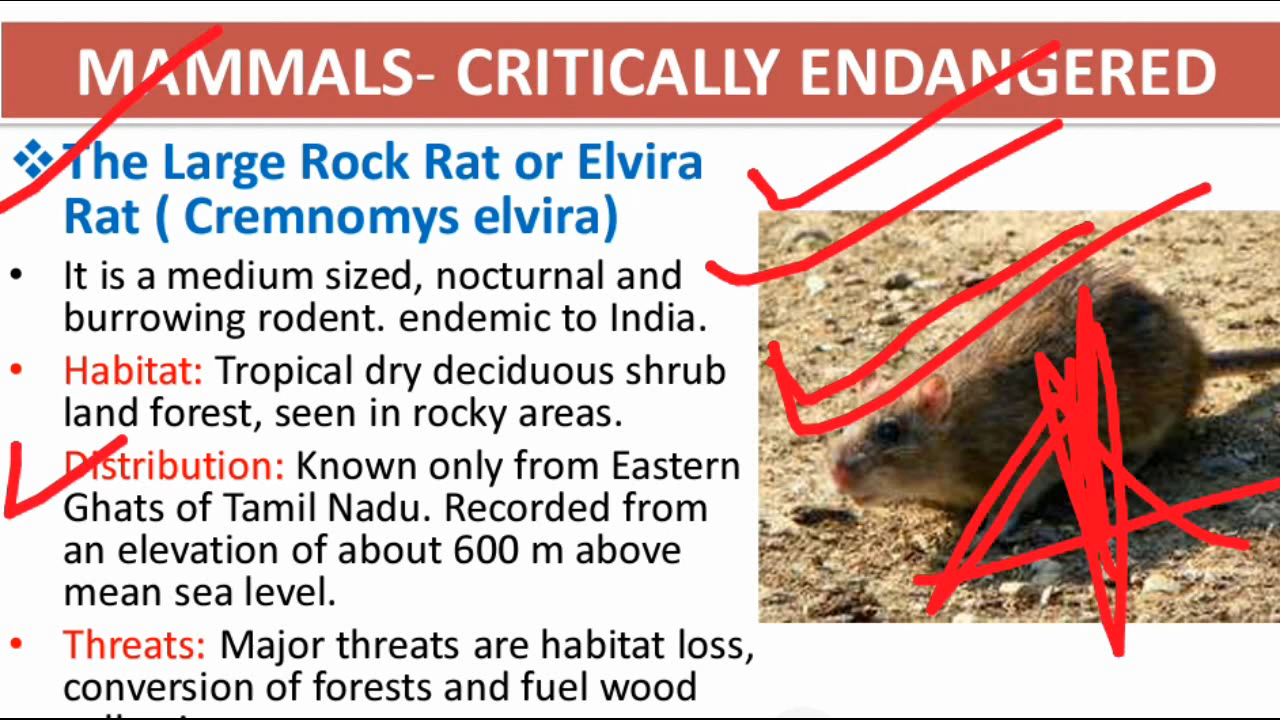 MAMMALS- CRITICALLY ENDANGERED
The Large Rock Rat or Elvira
Rat ( Cremnomys elvira)
• It is a medium sized, nocturnal and
burrowing rodent. endemic to India.
• Habitat: Tropical dry deciduous shrub
land forest, seen in rocky areas.
Distribution: Known only from Eastern
Ghats of Tamil Nadu. Recorded from
an elevation of about 600 m above
mean sea level.
• Threats: Major threats are habitat loss,
conversion of forests and fuel wood